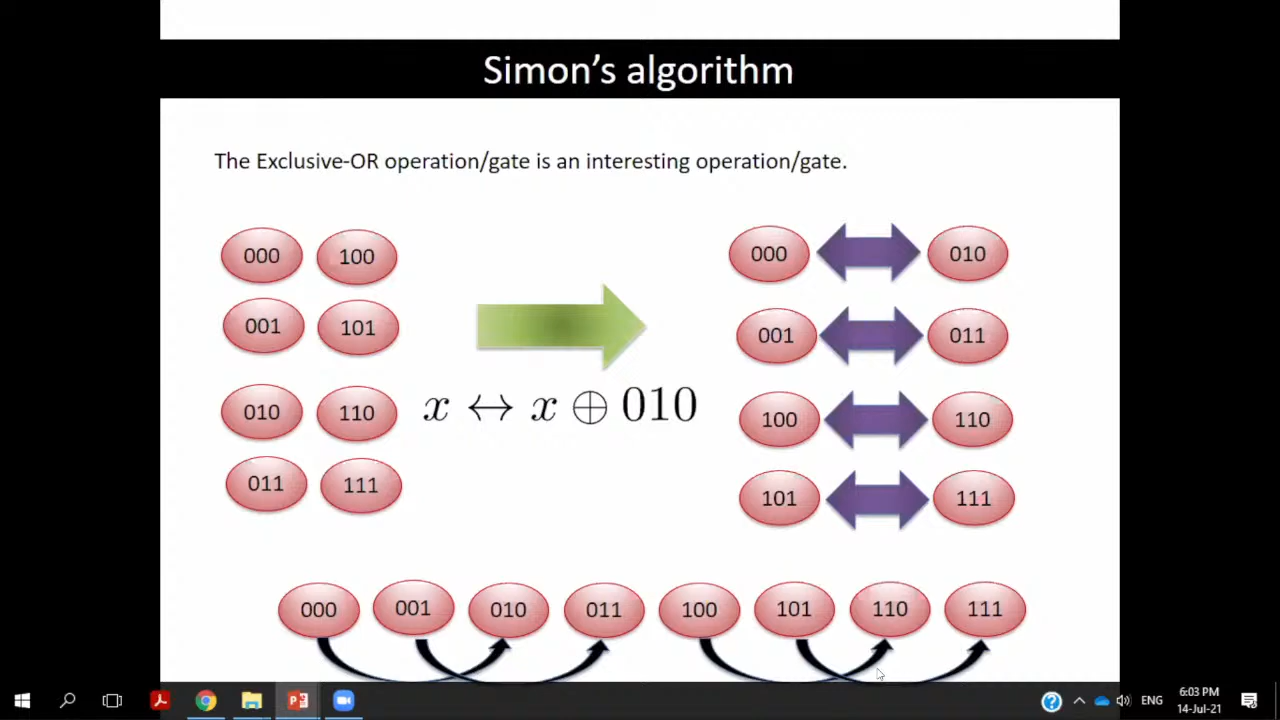 Simon's algorithm
The Exclusive-OR operation/gate is an interesting operation/gate.
000 100
001 101
010 110
011 111
x ↔ x ⊕ 010
000 010
001 011
100 110
101 111
000 001 010 011 100 101 110 111
ENG
6:03 PM
14-Jul-21